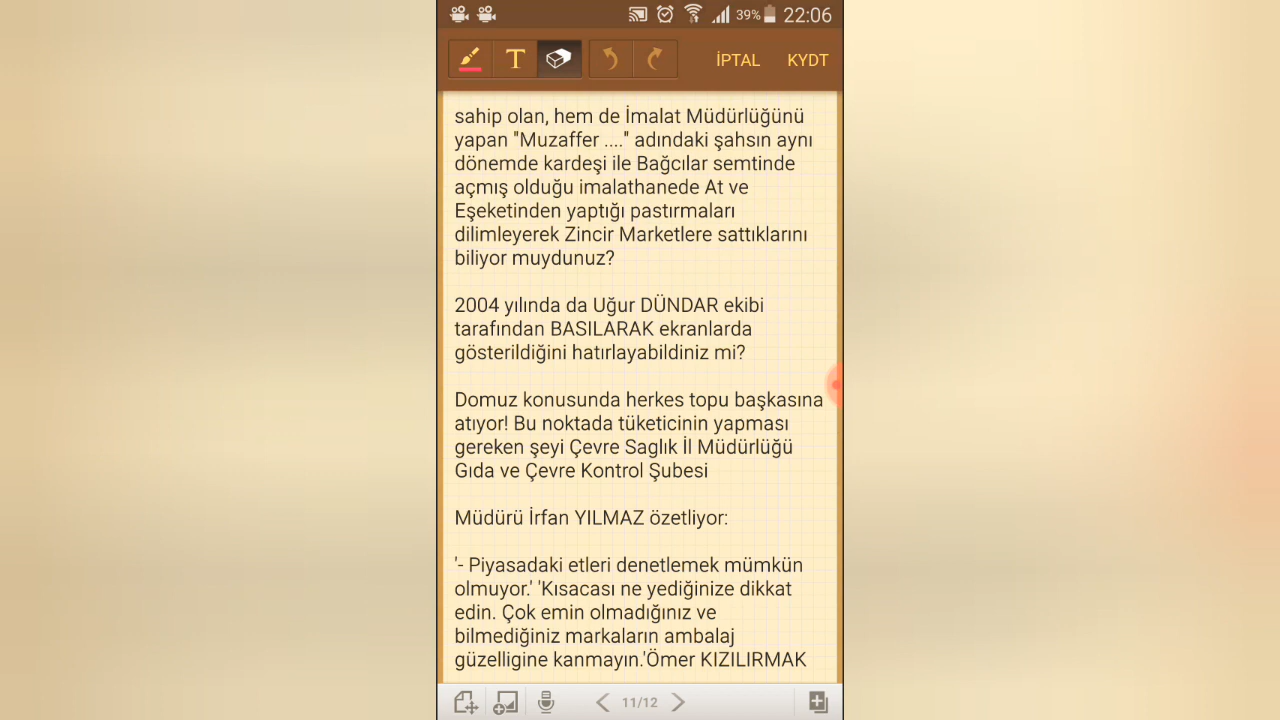 39% 22:06
T İPTAL KYDT
sahip olan, hem de İmalat Müdürlüğünü
yapan "Muzaffer ...." adındaki şahsın aynı
dönemde kardeşi ile Bağcılar semtinde
açmış olduğu imalathanede At ve
Eşeketinden yaptığı pastırmaları
dilimleyerek Zincir Marketlere sattıklarını
biliyor muydunuz?
2004 yılında da Uğur DÜNDAR ekibi
tarafından BASILARAK ekranlarda
gösterildiğini hatırlayabildiniz mi?
Domuz konusunda herkes topu başkasına
atıyor! Bu noktada tüketicinin yapması
gereken şeyi Çevre Saglık İl Müdürlüğü
Gıda ve Çevre Kontrol Şubesi
Müdürü İrfan YILMAZ özetliyor:
'- Piyasadaki etleri denetlemek mümkün
olmuyor.' 'Kısacası ne yediğinize dikkat
edin. Çok emin olmadığınız ve
bilmediğiniz markaların ambalaj
güzelligine kanmayın.'Ömer KIZILIRMAK
11/12